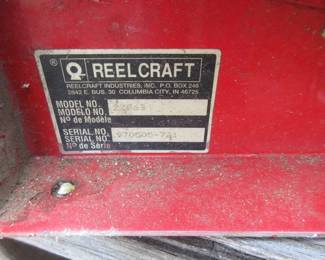 ® REELCRAFT
REELCRAFT INDUSTRIES, INC. P.O. BOX 248
2842 E. BUS. 30 COLUMBIA CITY, IN 46725
MODEL NO.
MODELO NO.
Nº de Modèle
SERIAL NO.
SERIAL NO.
Nº de Série